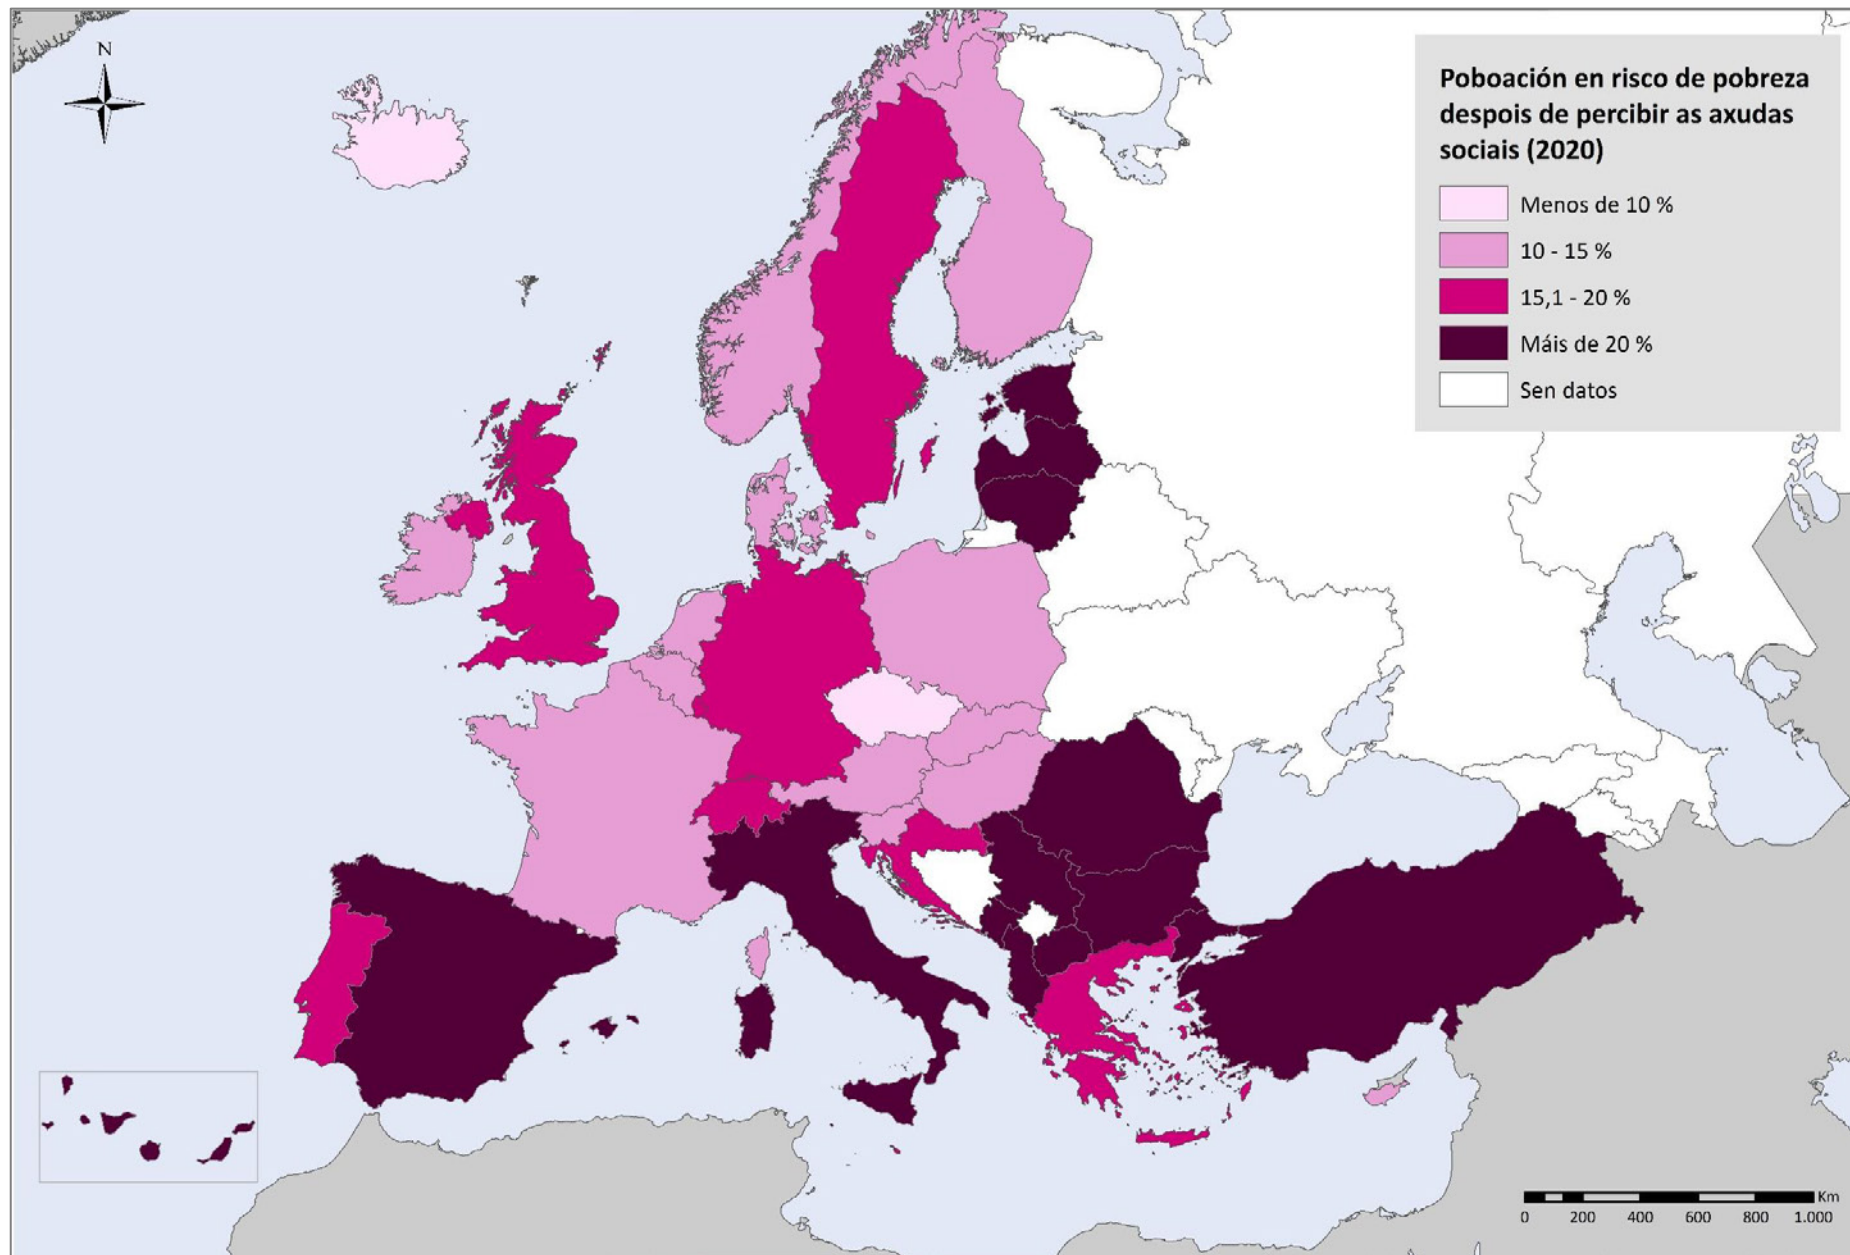 N
Poboación en risco de pobreza
despois de percibir as axudas
sociais (2020)
Menos de 10 %
10 - 15 %
15,1 - 20 %
Máis de 20 %
Sen datos
Km
0 200 400 600 800 1.000